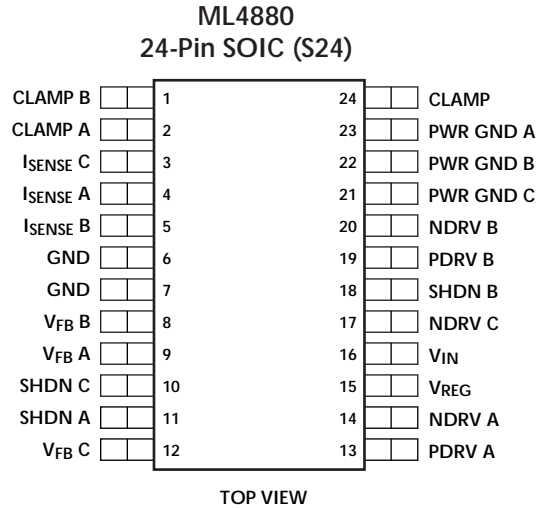 ML4880
24-Pin SOIC (S24)
CLAMP B 1 24 CLAMP
CLAMP A 2 23 PWR GND A
ISENSE C 3 22 PWR GND B
ISENSE A 4 21 PWR GND C
ISENSE B 5 20 NDRV B
GND 6 19 PDRV B
GND 7 18 SHDN B
VFB B 8 17 NDRV C
VFB A 9 16 VIN
SHDN C 10 15 VREG
SHDN A 11 14 NDRV A
VFB C 12 13 PDRV A
TOP VIEW